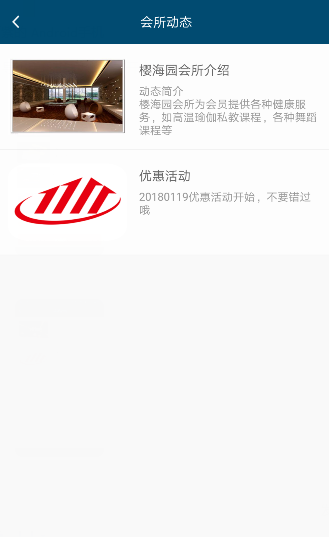 会所动态
樱海园会所介绍
动态简介
樱海园会所为会员提供各种健康服
务，如高温瑜伽私教课程，各种舞蹈
课程等
优惠活动
20180119优惠活动开始，不要错过
哦